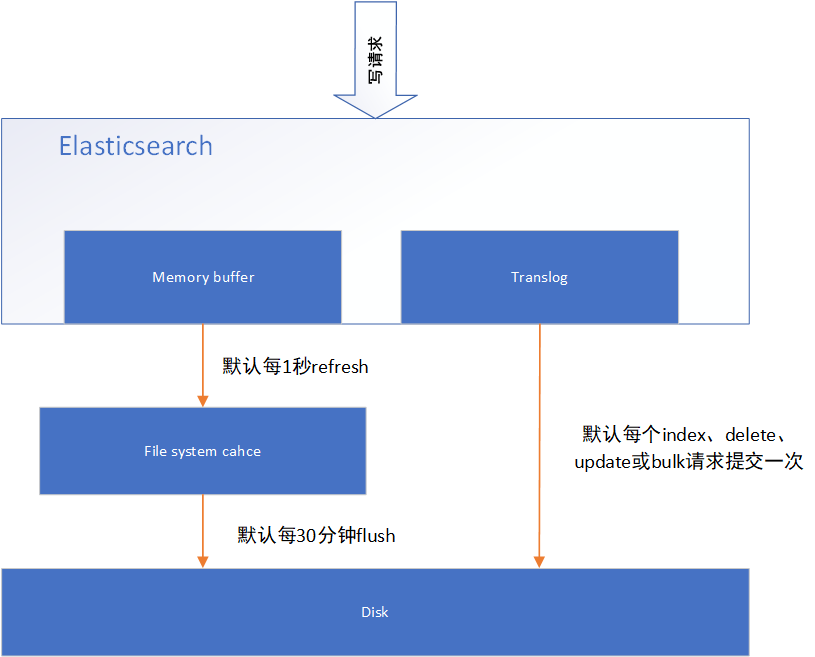 写请求
Elasticsearch
Memory buffer
Translog
默认每1秒refresh
File system cahce
默认每个index、delete、
update或bulk请求提交一次
默认每30分钟flush
Disk